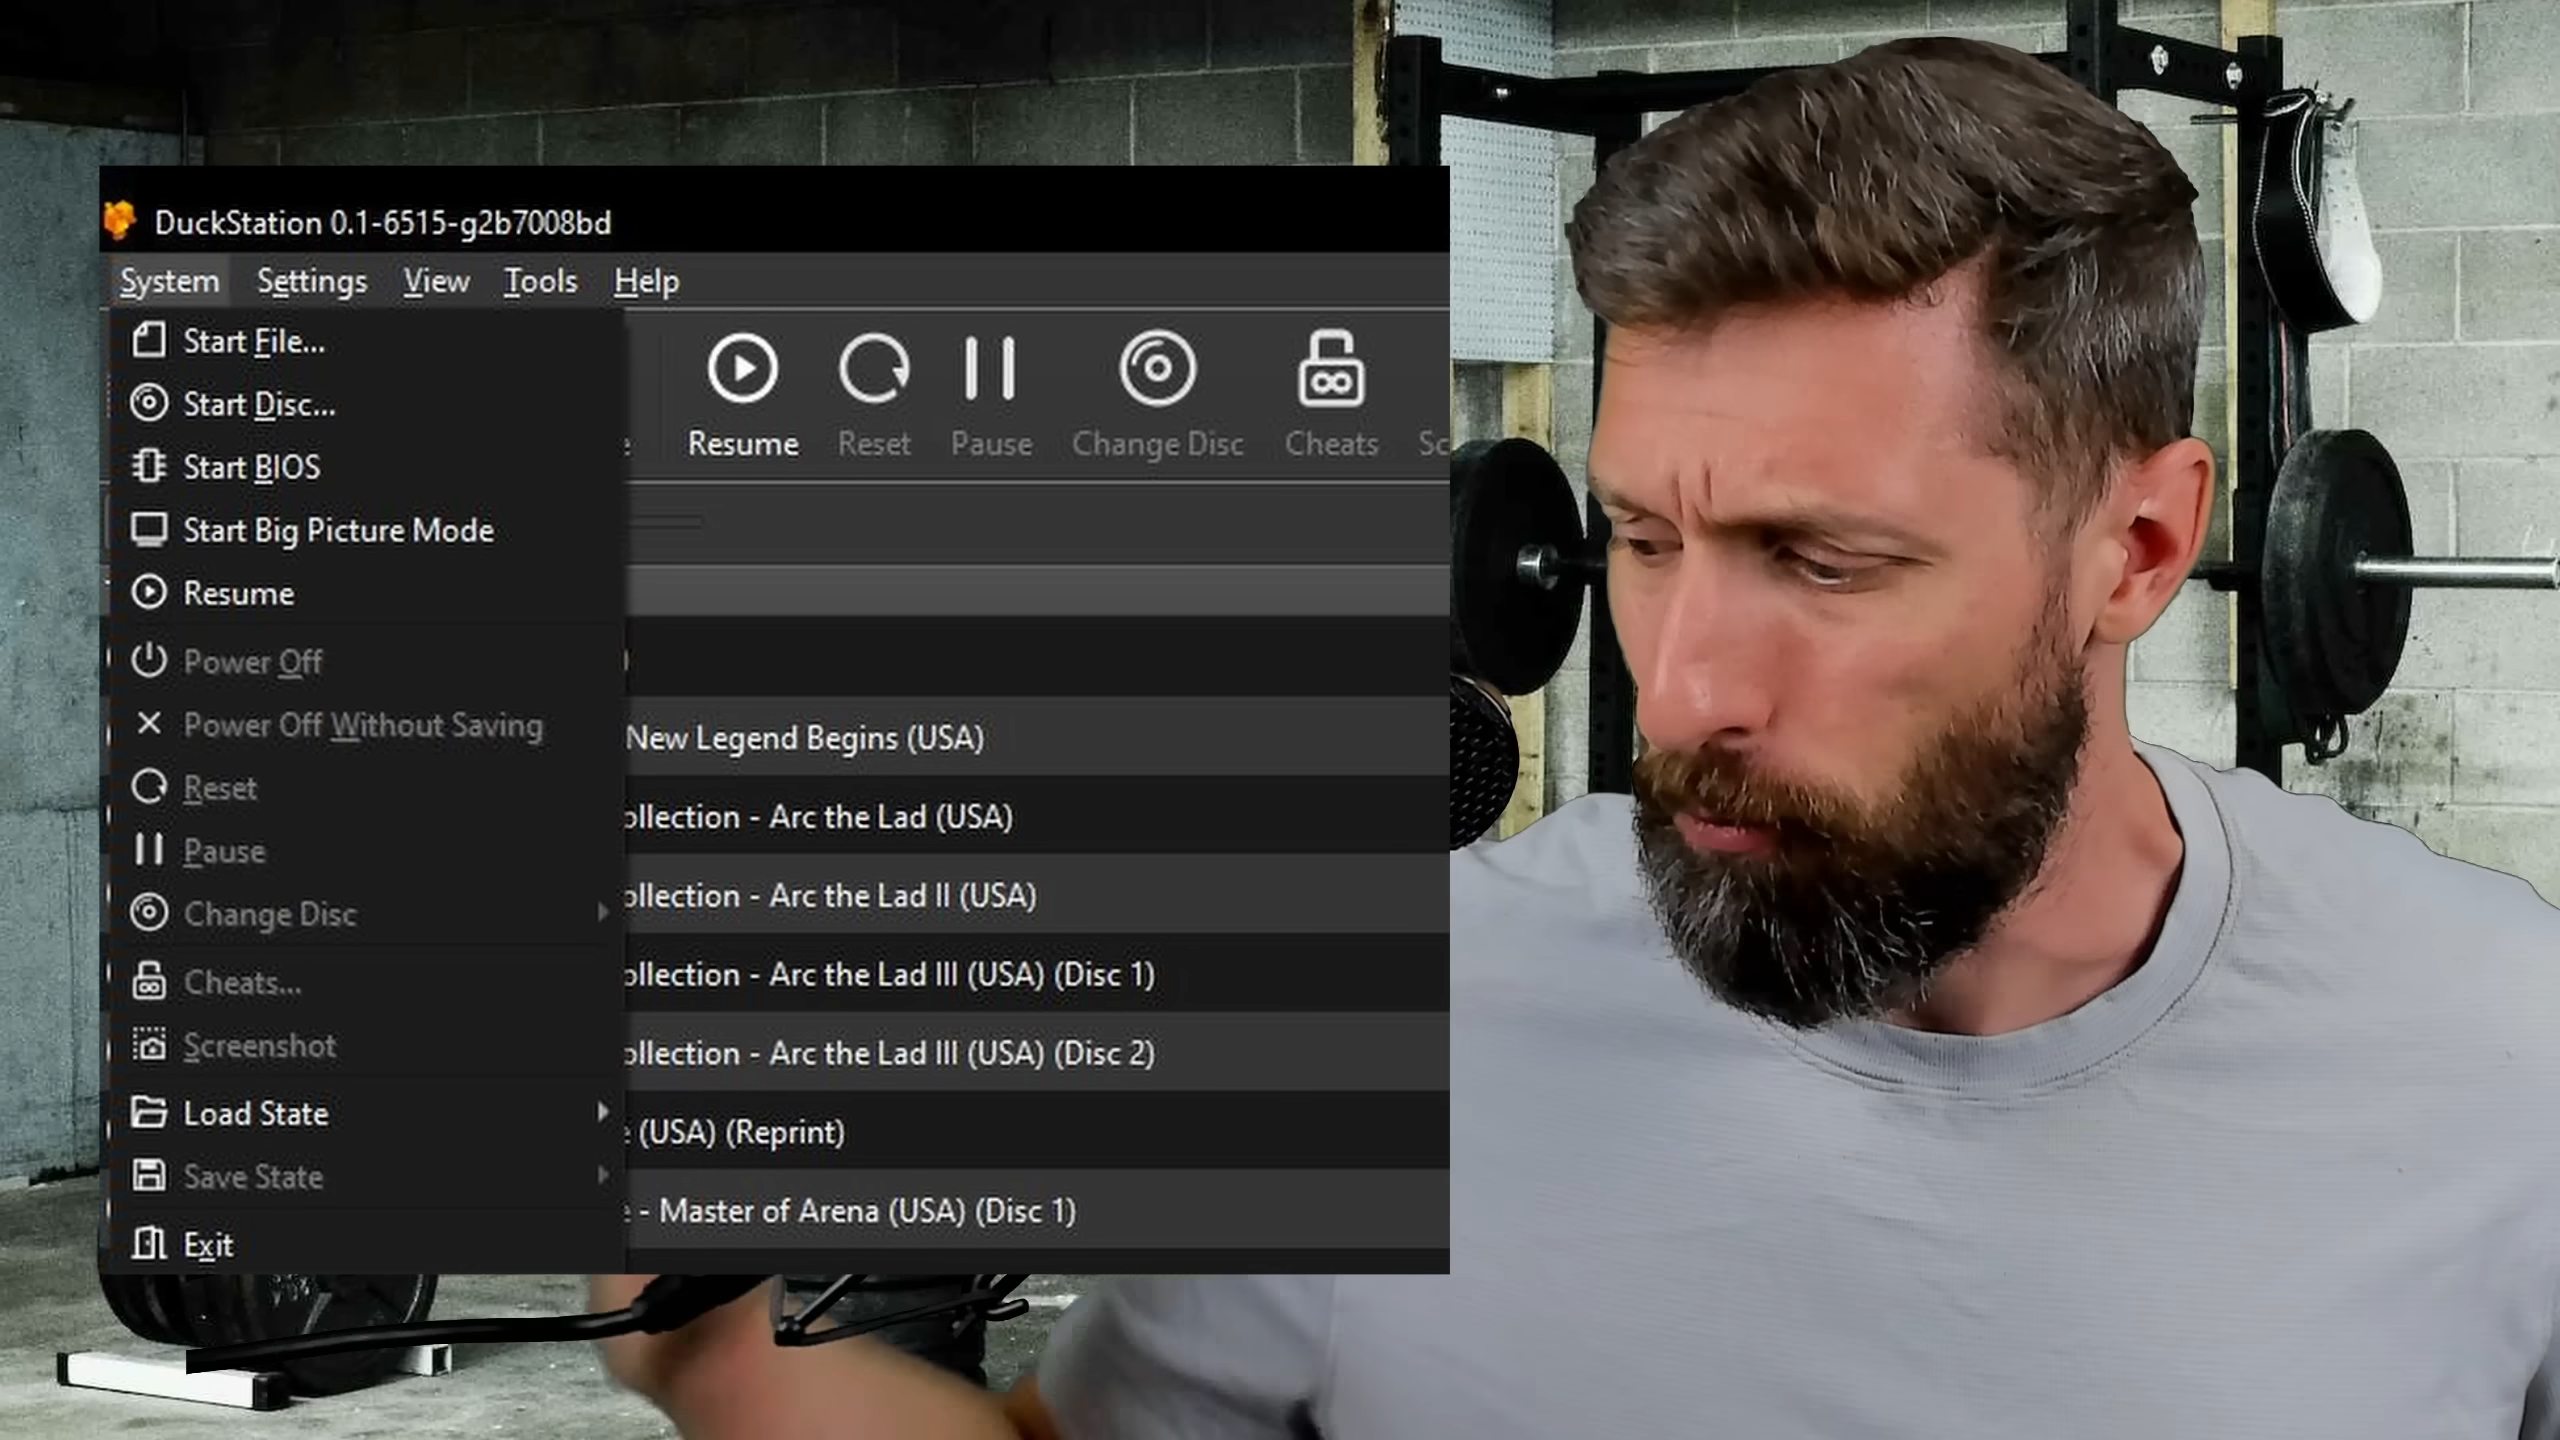 DuckStation 0.1-6515-g2b7008bd
System Settings View Tools Help
Start File...
Start Disc...
Start BIOS
Start Big Picture Mode
Resume
Power Off
Power Off Without Saving
Reset
Pause
Change Disc
Cheats...
Screenshot
Load State
Save State
Exit
Resume Reset Pause Change Disc Cheats
New Legend Begins (USA)
ollection - Arc the Lad (USA)
ollection - Arc the Lad II (USA)
ollection - Arc the Lad III (USA) (Disc 1)
ollection - Arc the Lad III (USA) (Disc 2)
(USA) (Reprint)
- Master of Arena (USA) (Disc 1)